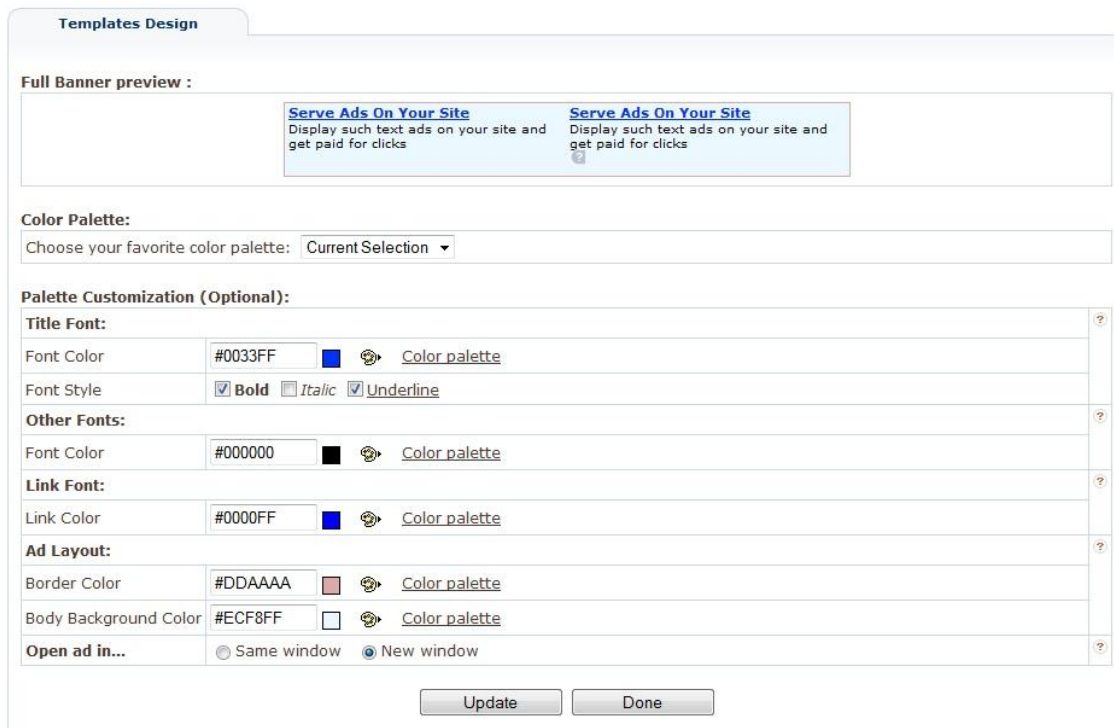 Templates Design
Full Banner preview :
Serve Ads On Your Site
Display such text ads on your site and
get paid for clicks
Serve Ads On Your Site
Display such text ads on your site and
get paid for clicks
?
Color Palette:
Choose your favorite color palette: Current Selection
Palette Customization (Optional):
Title Font: ?
Font Color #0033FF Color palette
Font Style Bold Italic Underline
Other Fonts: ?
Font Color #000000 Color palette
Link Font: ?
Link Color #0000FF Color palette
Ad Layout: ?
Border Color #DDAAAA Color palette
Body Background Color #ECF8FF Color palette
Open ad in... Same window New window ?
Update Done